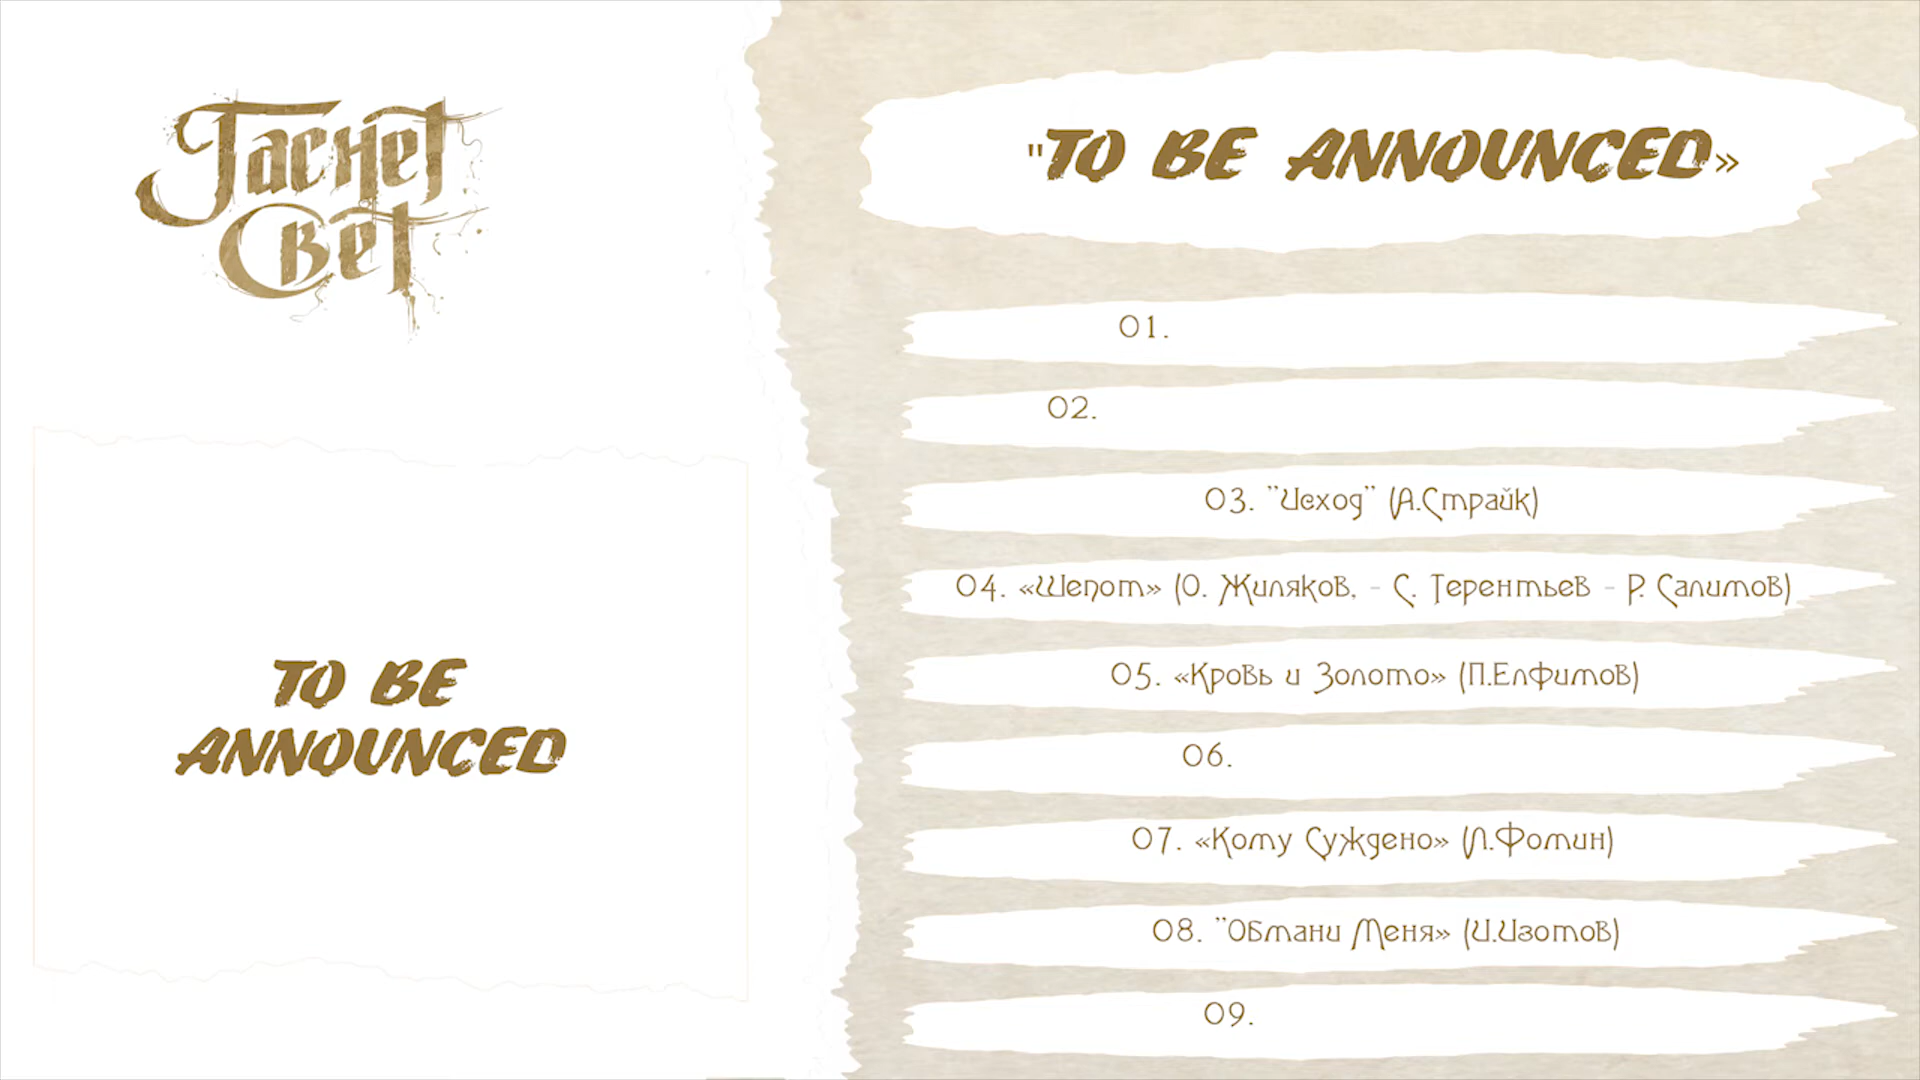 Гаснет
Свет
TO BE
ANNOUNCED
"TO BE ANNOUNCED»
01.
02.
03. "Исход" (А.Страйк)
04. «Шепот» (О. Жиляков, - С. Терентьев - Р. Салимов)
05. «Кровь и Золото» (П.Елфимов)
06.
07. «Кому Суждено» (Л.Фомин)
08. "Обмани Меня» (И.Изотов)
09.